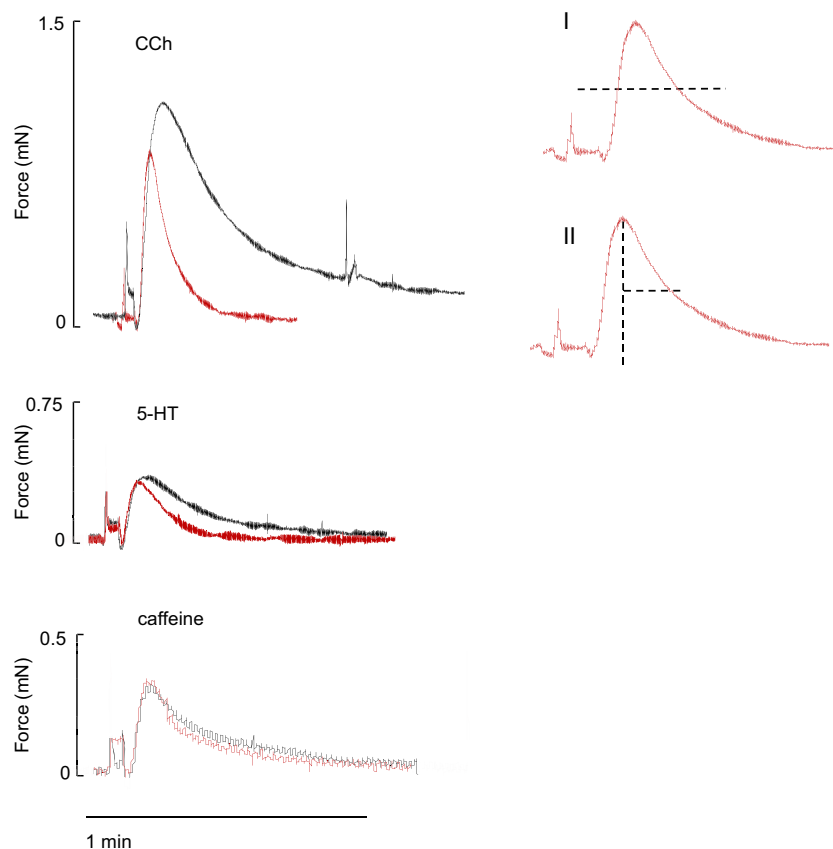 1.5
CCh
Force (mN)
0
I
II
0.75
5-HT
Force (mN)
0
caffeine
0.5
Force (mN)
0
1 min